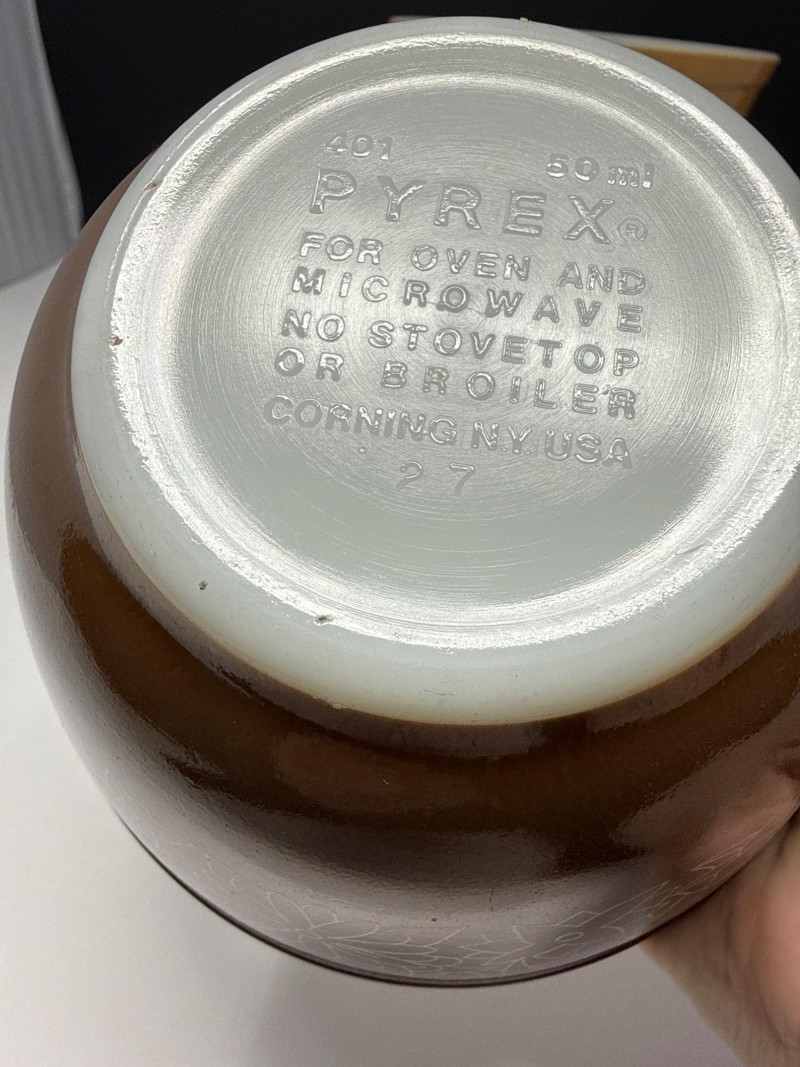 401 50 ml
PYREX®
FOR OVEN AND
MICROWAVE
NO STOVETOP
OR BROILER
CORNING N.Y. USA
27